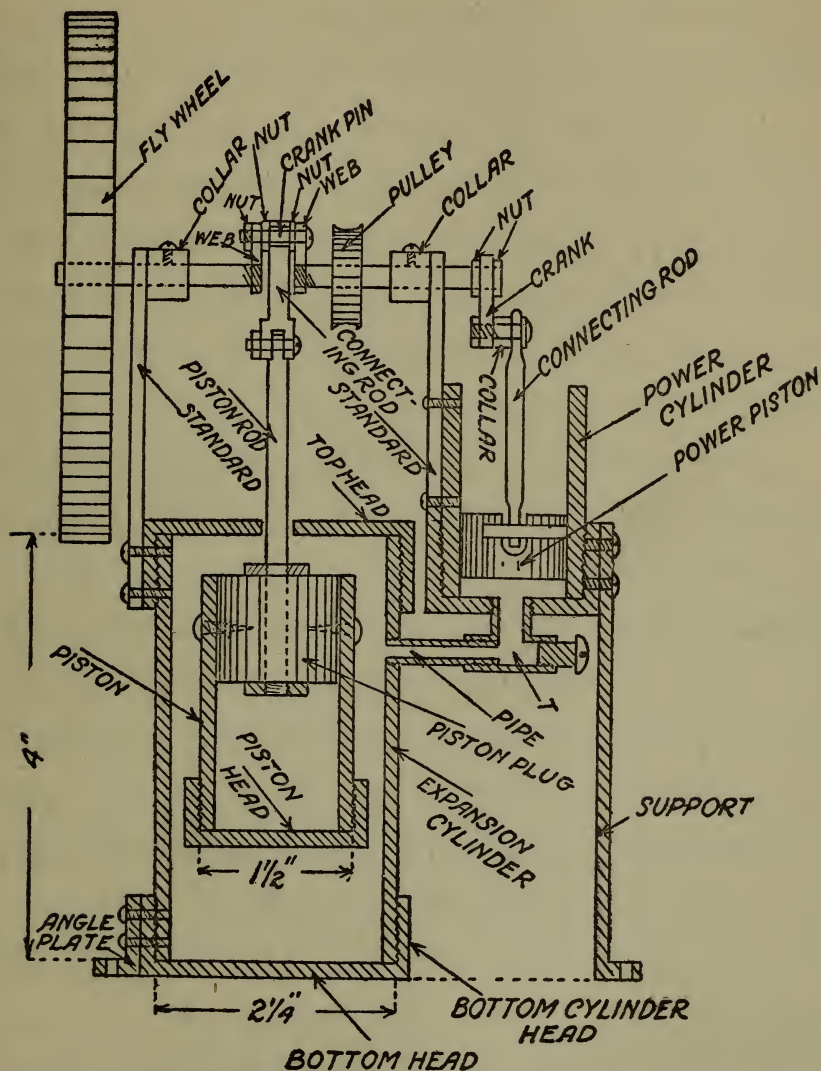 FLY WHEEL
COLLAR
NUT
CRANK PIN
NUT
WEB
NUT
WEB
PULLEY
COLLAR
NUT
CRANK
CONNECTING ROD
COLLAR
POWER
CYLINDER
POWER PISTON
PISTON ROD
STANDARD
CONNECT-
ING ROD
STANDARD
TOP HEAD
PISTON
4"
PISTON
HEAD
1½"
PIPE
T
PISTON PLUG
EXPANSION
CYLINDER
SUPPORT
ANGLE
PLATE
2¼"
BOTTOM CYLINDER
HEAD
BOTTOM HEAD